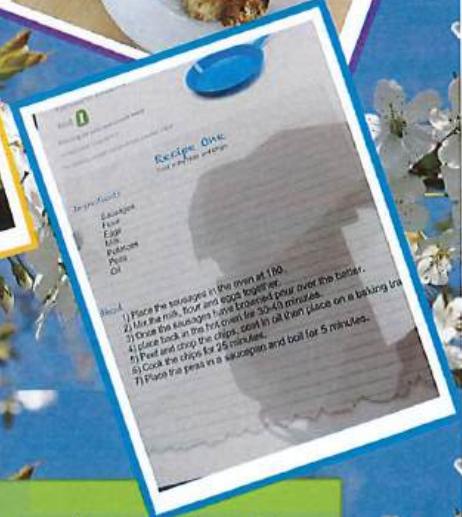 Recipe One
Ingredients
Sausages
Flour
Eggs
Milk
Potatoes
Peas
Oil
1) Place the sausages in the oven at 180.
2) Mix the milk, flour and eggs together.
3) Once the sausages have browned pour over the batter.
4) place back in the hot oven for 30-40 minutes.
5) Peel and chop the chips, coat in oil then place on a baking tra
6) Cook the chips for 25 minutes.
7) Place the peas in a saucepan and boil for 5 minutes.